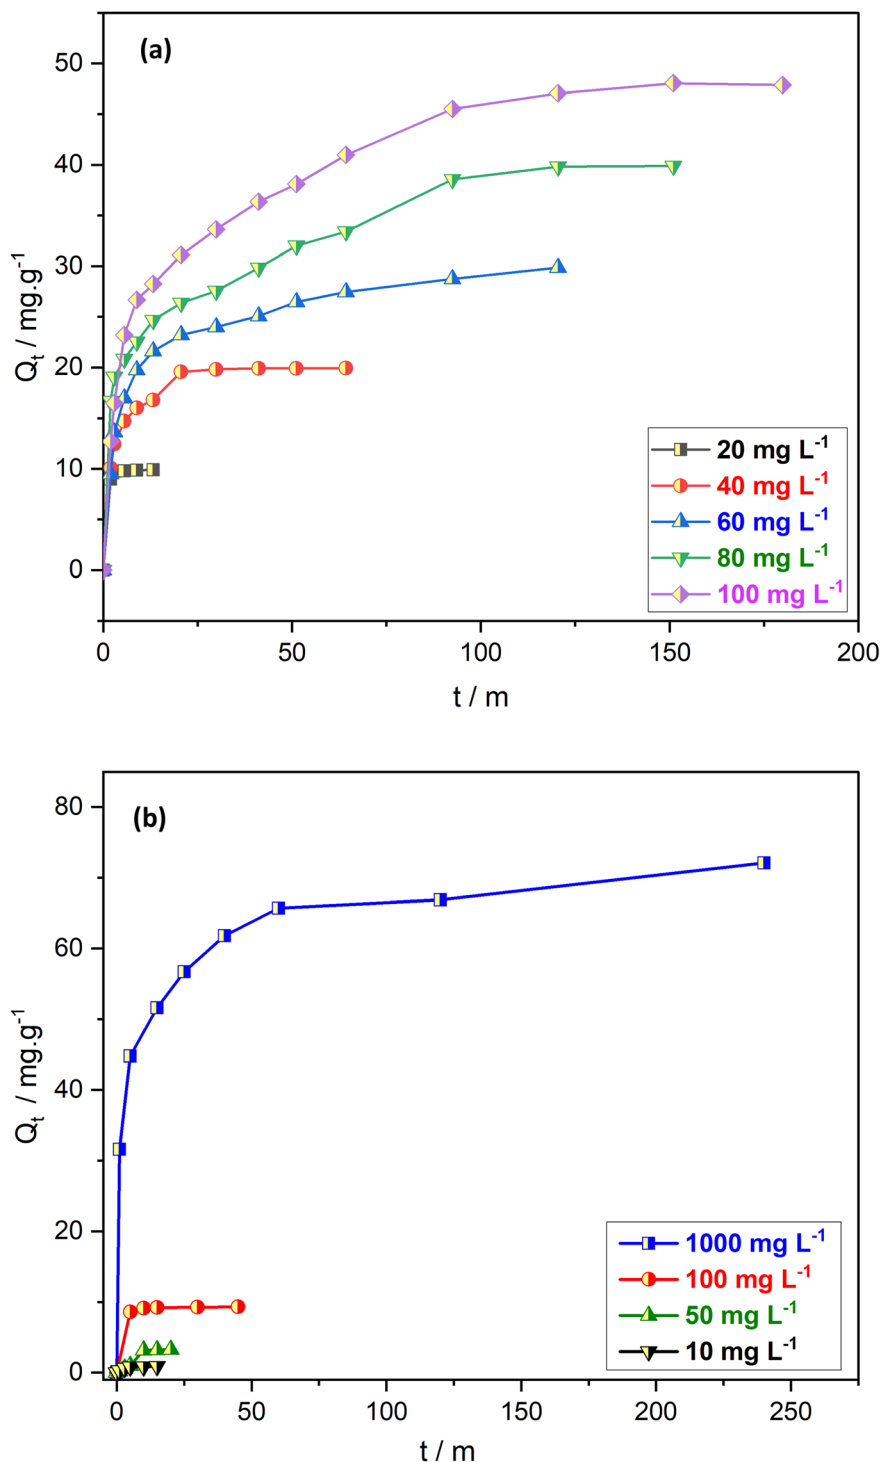 (a)
50
40
30
20
10
0
Qt / mg.g-1
20 mg L-1
40 mg L-1
60 mg L-1
80 mg L-1
100 mg L-1
0 50 100 150 200
t / m
(b)
80
60
40
20
0
Qt / mg.g-1
1000 mg L-1
100 mg L-1
50 mg L-1
10 mg L-1
0 50 100 150 200 250
t / m